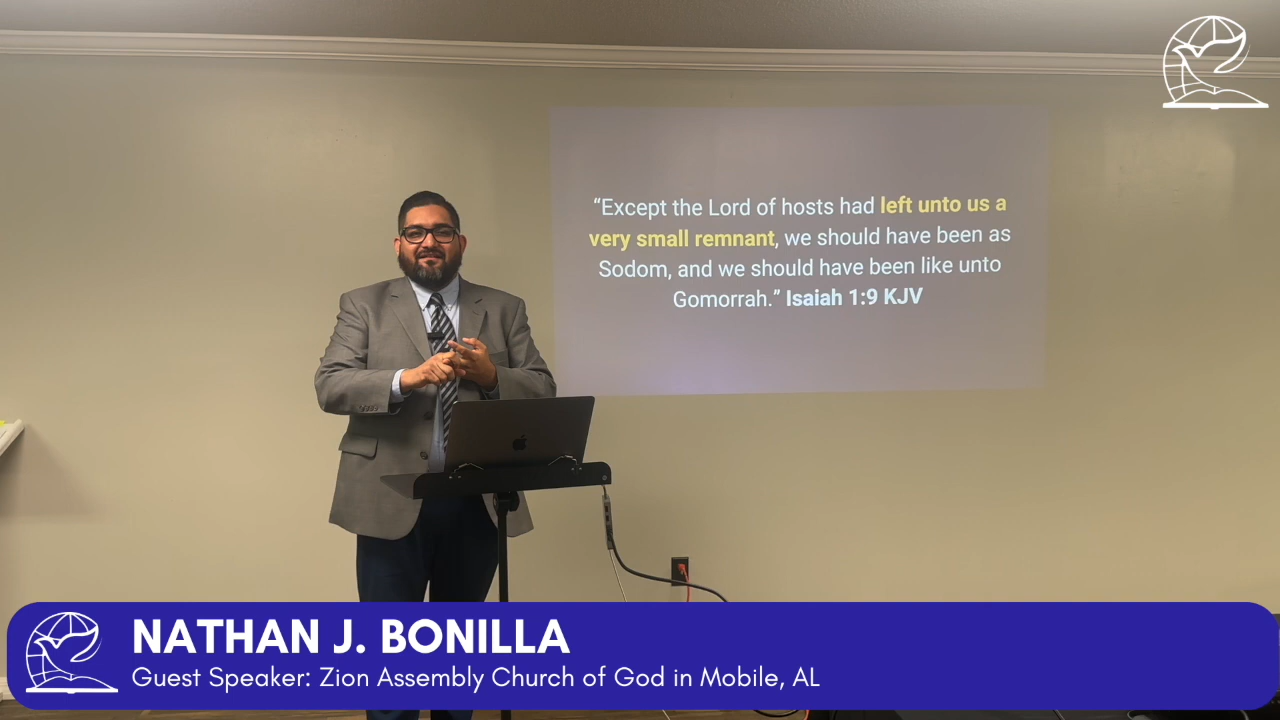 “Except the Lord of hosts had left unto us a
very small remnant, we should have been as
Sodom, and we should have been like unto
Gomorrah.” Isaiah 1:9 KJV
NATHAN J. BONILLA
Guest Speaker: Zion Assembly Church of God in Mobile, AL